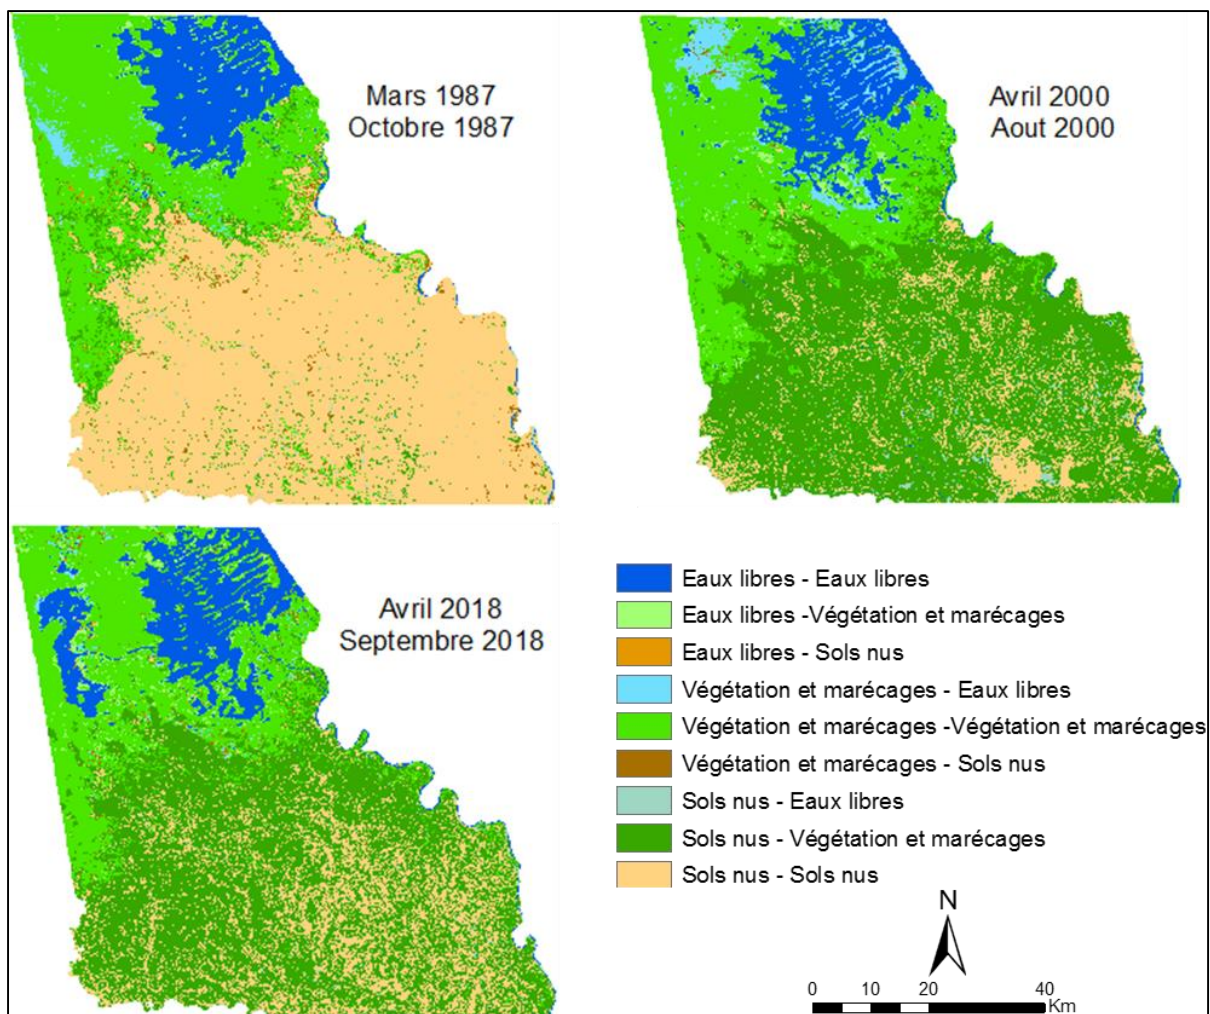 Mars 1987
Octobre 1987
Avril 2000
Aout 2000
Avril 2018
Septembre 2018
Eaux libres - Eaux libres
Eaux libres -Végétation et marécages
Eaux libres - Sols nus
Végétation et marécages - Eaux libres
Végétation et marécages -Végétation et marécages
Végétation et marécages - Sols nus
Sols nus - Eaux libres
Sols nus - Végétation et marécages
Sols nus - Sols nus
N
0 10 20 40
Km